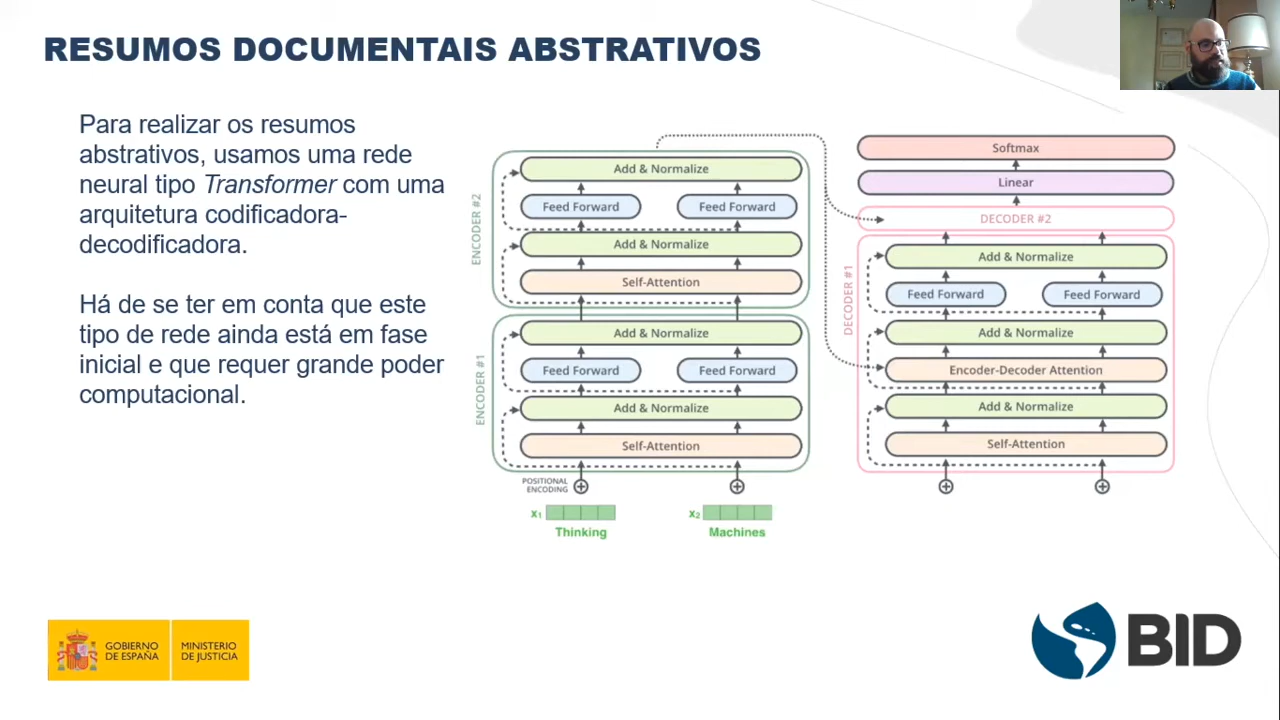 RESUMOS DOCUMENTAIS ABSTRATIVOS
Para realizar os resumos
abstrativos, usamos uma rede
neural tipo Transformer com uma
arquitetura codificadora-
decodificadora.
Há de se ter em conta que este
tipo de rede ainda está em fase
inicial e que requer grande poder
computacional.
ENCODER #2
Add & Normalize
Feed Forward Feed Forward
Add & Normalize
Self-Attention
ENCODER #1
Add & Normalize
Feed Forward Feed Forward
Add & Normalize
Self-Attention
POSITIONAL
ENCODING
x₁ x₂
Thinking Machines
Softmax
Linear
DECODER #2
DECODER #1
Add & Normalize
Feed Forward Feed Forward
Add & Normalize
Encoder-Decoder Attention
Add & Normalize
Self-Attention
GOBIERNO
DE ESPAÑA
MINISTERIO
DE JUSTICIA
BID